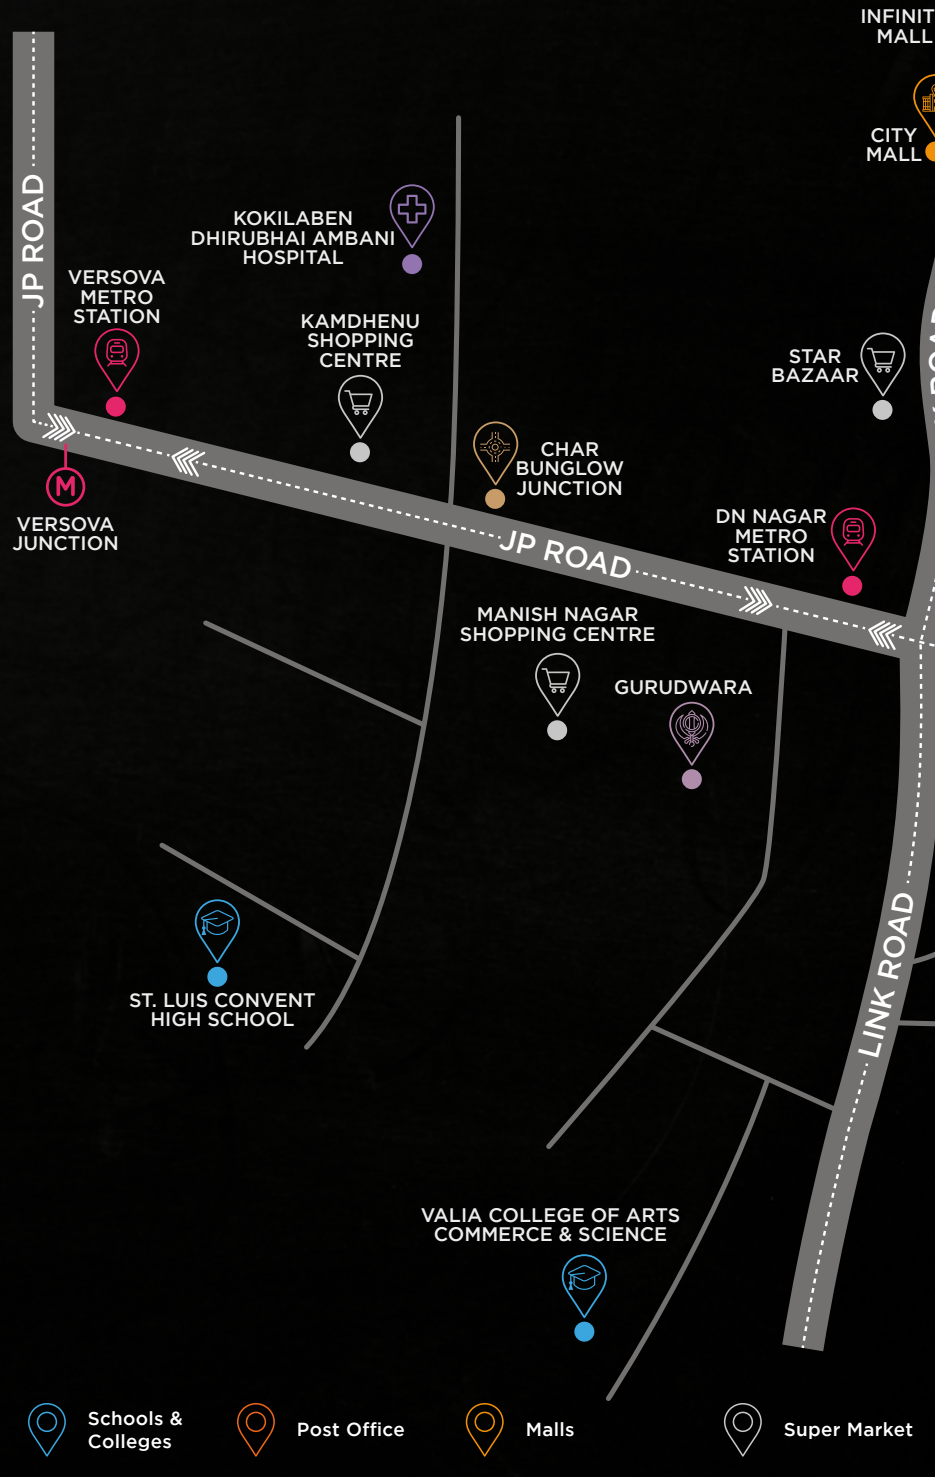 INFINIT
MALL
CITY
MALL
JP ROAD
KOKILABEN
DHIRUBHAI AMBANI
HOSPITAL
VERSOVA
METRO
STATION
KAMDHENU
SHOPPING
CENTRE
STAR
BAZAAR
ROAD
CHAR
BUNGLOW
JUNCTION
M
VERSOVA
JUNCTION
DN NAGAR
METRO
STATION
JP ROAD
MANISH NAGAR
SHOPPING CENTRE
GURUDWARA
LINK ROAD
ST. LUIS CONVENT
HIGH SCHOOL
VALIA COLLEGE OF ARTS
COMMERCE & SCIENCE
Schools &
Colleges
Post Office
Malls
Super Market